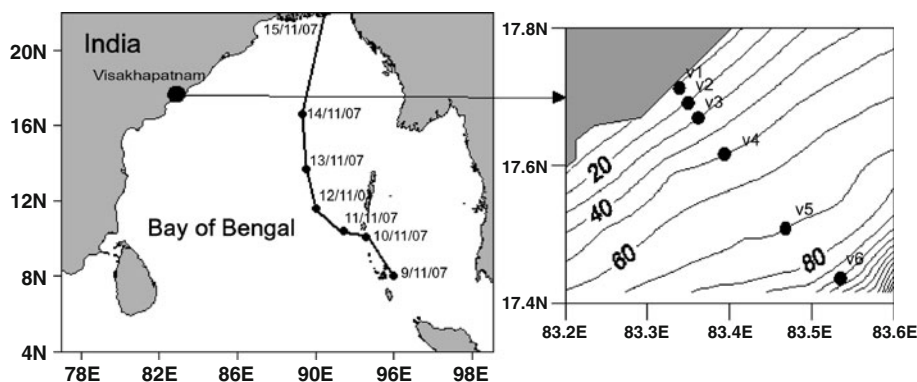 India
Visakhapatnam
Bay of Bengal
15/11/07
14/11/07
13/11/07
12/11/07
11/11/07
10/11/07
9/11/07
20N
16N
12N
8N
4N
78E 82E 86E 90E 96E 98E
17.8N
17.6N
17.4N
v1
v2
v3
v4
v5
v6
20
40
60
80
83.2E 83.3E 83.4E 83.5E 83.6E